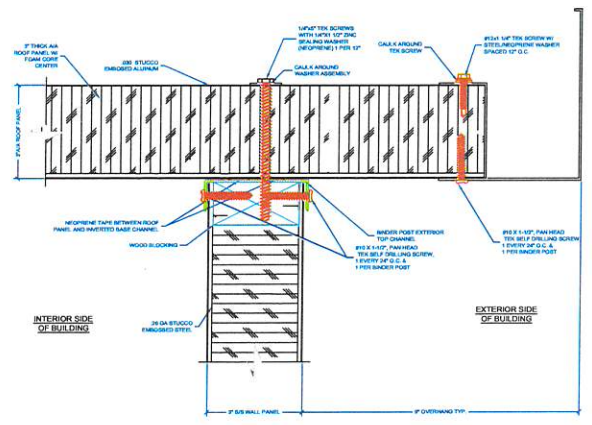 1/4"x5" TEK SCREWS
WITH 1/4"X1 1/2" ZINC
SEALING WASHER
(NEOPRENE) 1 PER 12"
#12x1 1/4" TEK SCREW W/
STEEL/NEOPRENE WASHER
SPACED 12" O.C.
CAULK AROUND
TEK SCREW
3" THICK A/A
ROOF PANEL W/
FOAM CORE
CENTER
.030 STUCCO
EMBOSED ALUMN.
CAULK AROUND
WASHER ASSEMBLY
3" A/A ROOF PANEL
NEOPRENE TAPE BETWEEN ROOF
PANEL AND INVERTED BASE CHANNEL
WOOD BLOCKING
BINDER POST EXTERIOR
TOP CHANNEL
#10 X 1-1/2", PAN HEAD
TEK SELF DRILLING SCREW,
1 EVERY 24" O.C. &
1 PER BINDER POST
#10 X 1-1/2", PAN HEAD
TEK SELF DRILLING SCREW
1 EVERY 24" O.C. &
1 PER BINDER POST
INTERIOR SIDE
OF BUILDING
EXTERIOR SIDE
OF BUILDING
.26 GA STUCCO
EMBOSSED STEEL
3" S/S WALL PANEL
OVERHANG TYP